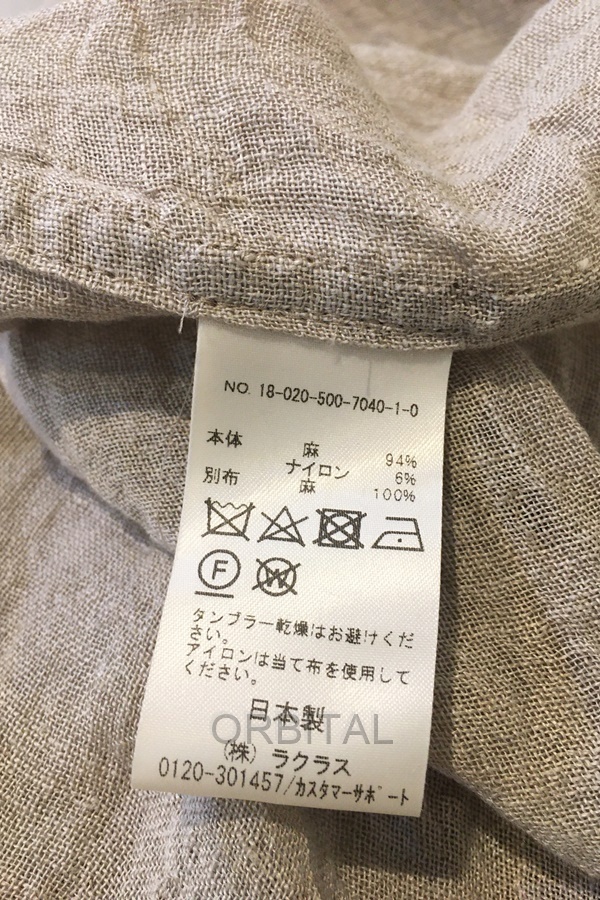 NO. 18-020-500-7040-1-0
本体 麻 94%
ナイロン 6%
別布 麻 100%
F
W
タンブラー乾燥はお避けくだ
さい。
アイロンは当て布を使用して
ください。
日本製
ORBITAL
(株) ラクラス
0120-301457/カスタマーサポート